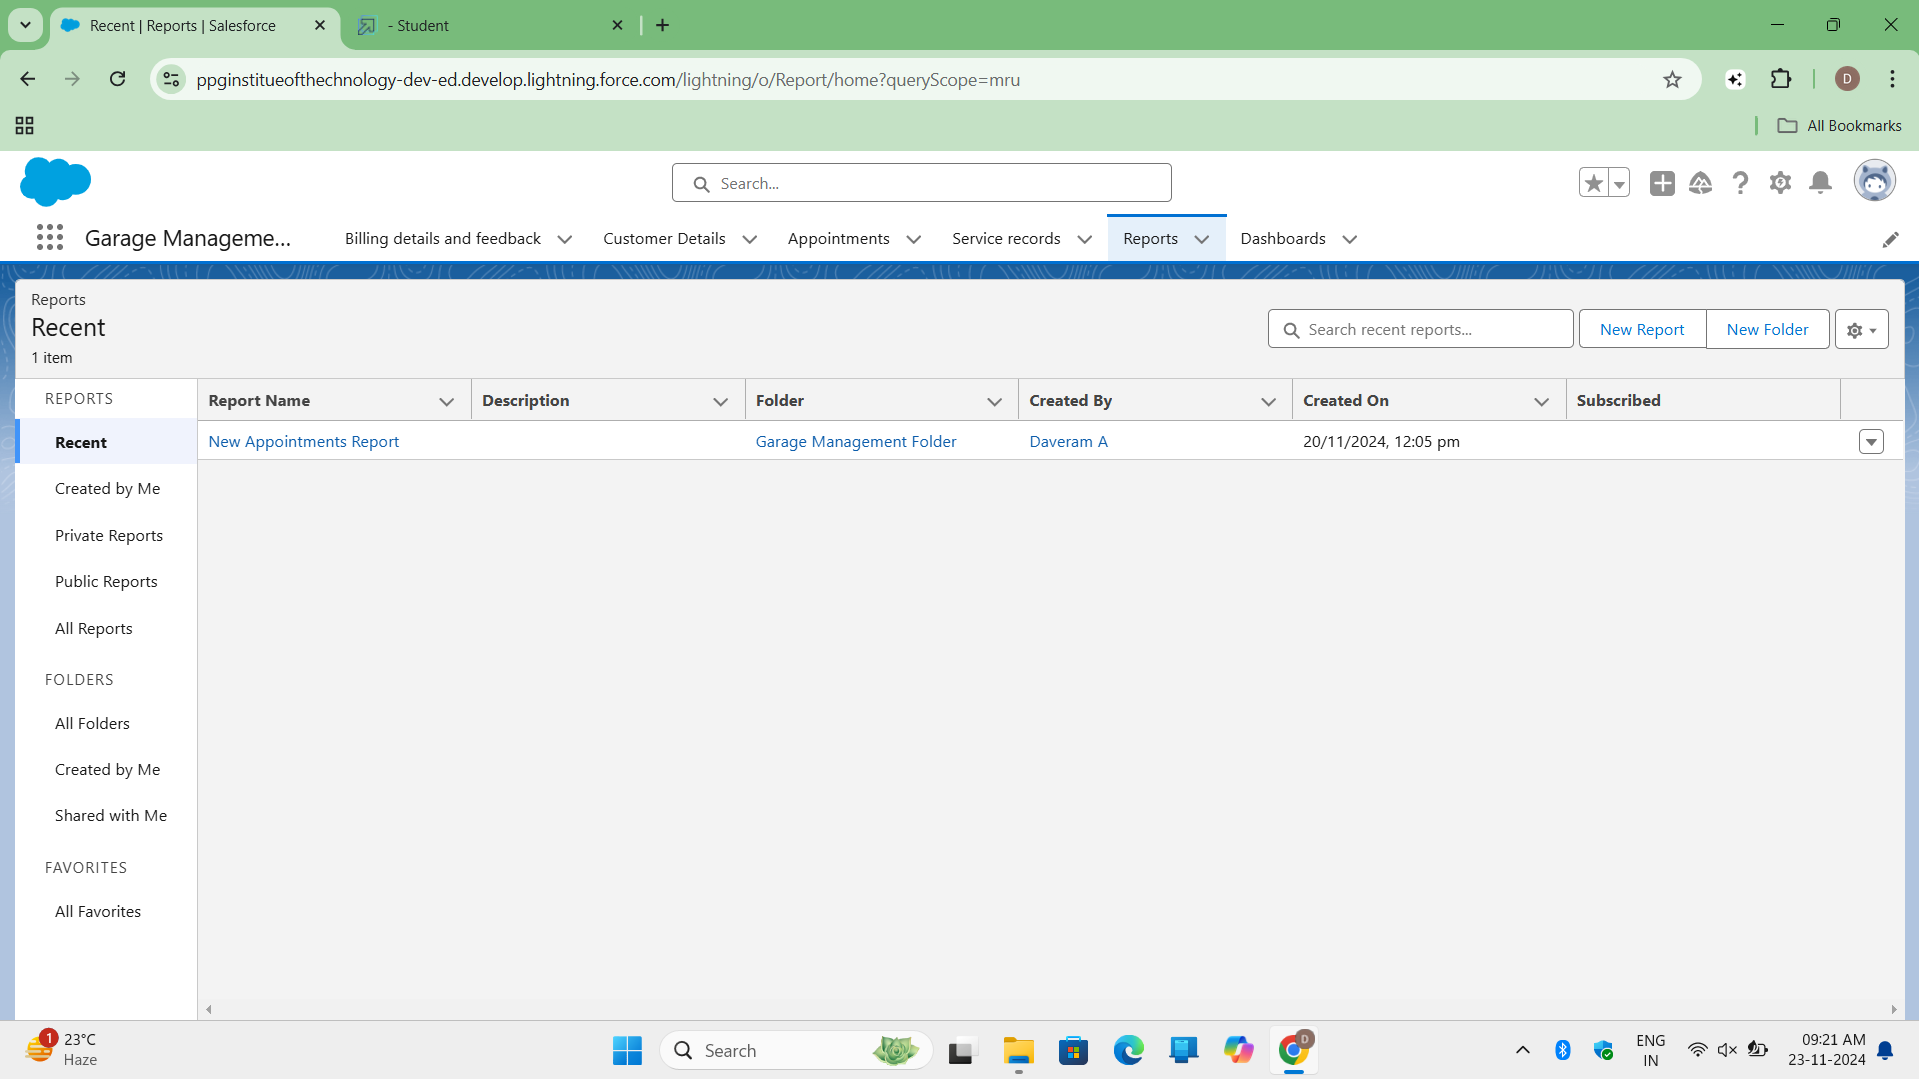 Recent | Reports | Salesforce
- Student
ppginstitueofthechnology-dev-ed.develop.lightning.force.com/lightning/o/Report/home?queryScope=mru
D
All Bookmarks
Search...
Garage Manageme...
Billing details and feedback
Customer Details
Appointments
Service records
Reports
Dashboards
Reports
Recent
1 item
Search recent reports...
New Report
New Folder
REPORTS
Recent
Created by Me
Private Reports
Public Reports
All Reports
FOLDERS
All Folders
Created by Me
Shared with Me
FAVORITES
All Favorites
Report Name
Description
Folder
Created By
Created On
Subscribed
New Appointments Report
Garage Management Folder
Daveram A
20/11/2024, 12:05 pm
1
23°C
Haze
Search
D
ENG
IN
09:21 AM
23-11-2024